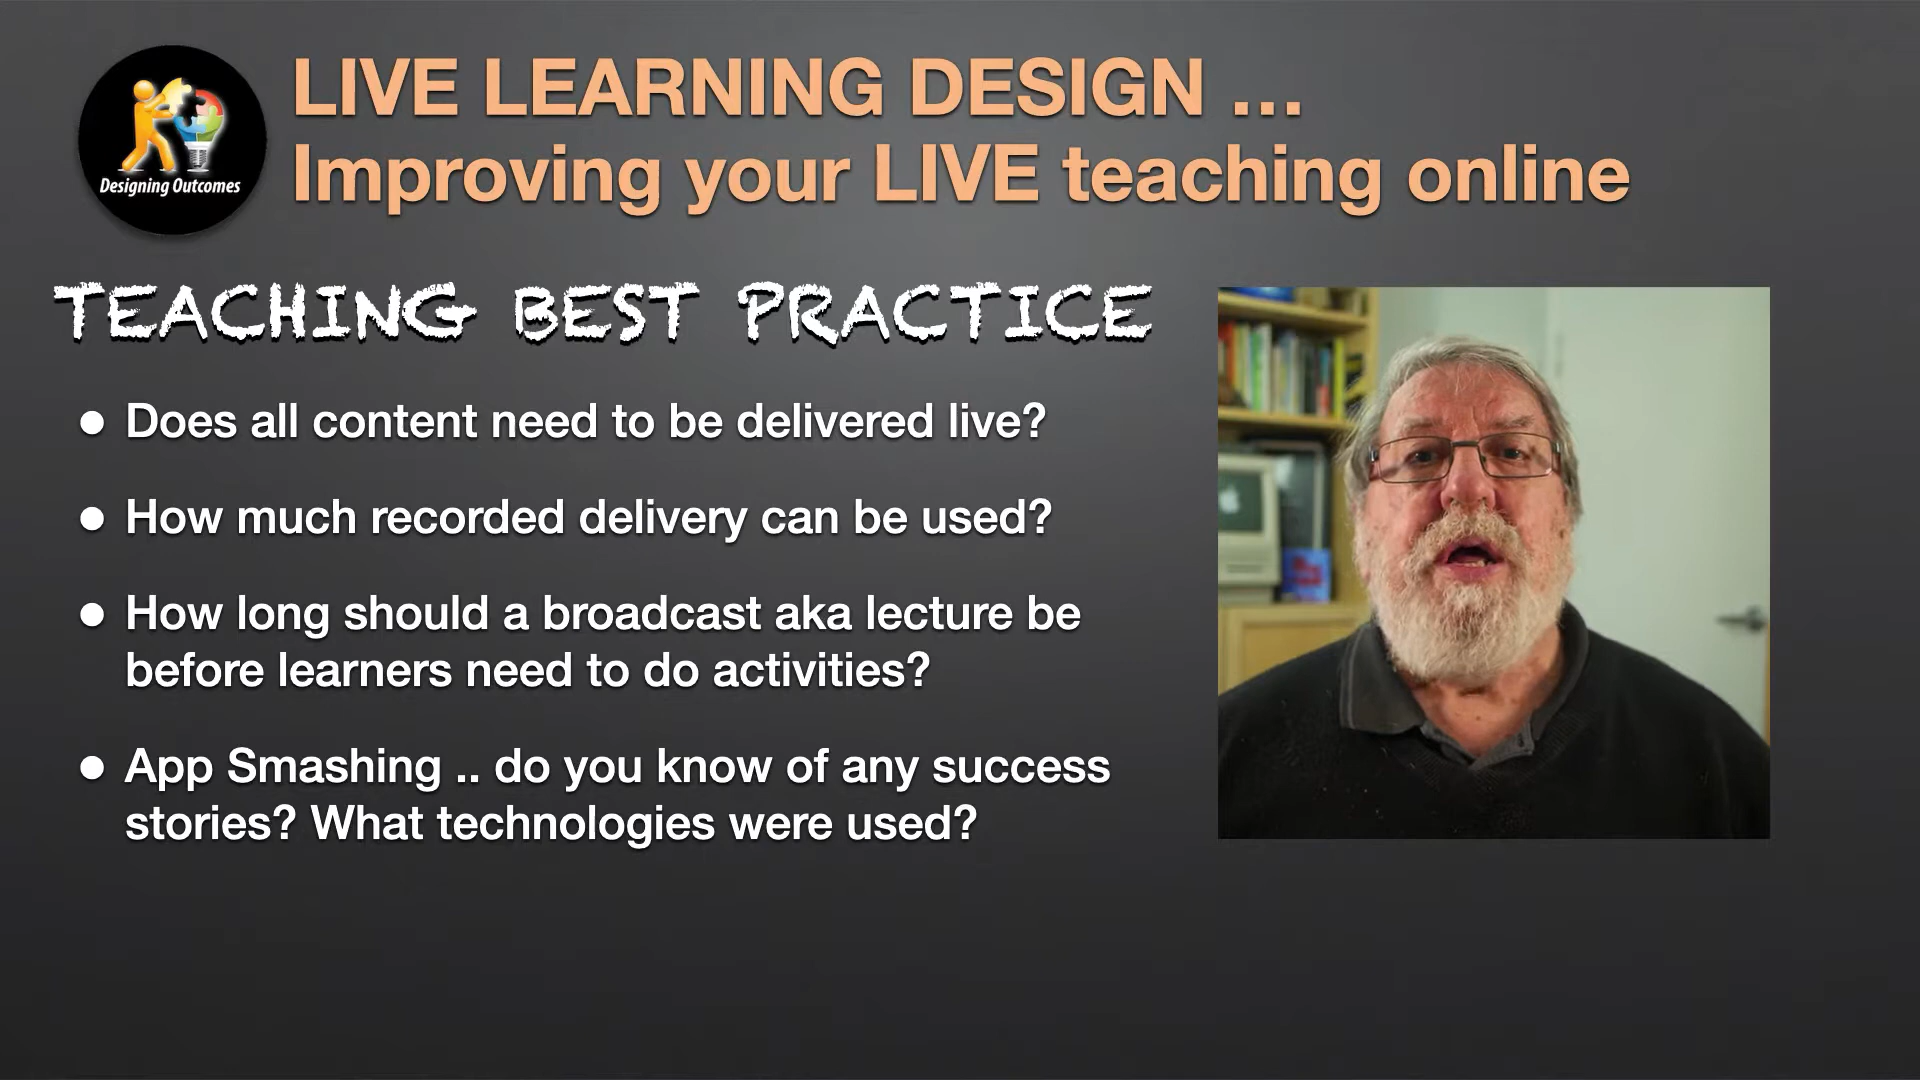 Designing Outcomes
LIVE LEARNING DESIGN ...
Improving your LIVE teaching online
TEACHING BEST PRACTICE
• Does all content need to be delivered live?
• How much recorded delivery can be used?
• How long should a broadcast aka lecture be
before learners need to do activities?
• App Smashing .. do you know of any success
stories? What technologies were used?